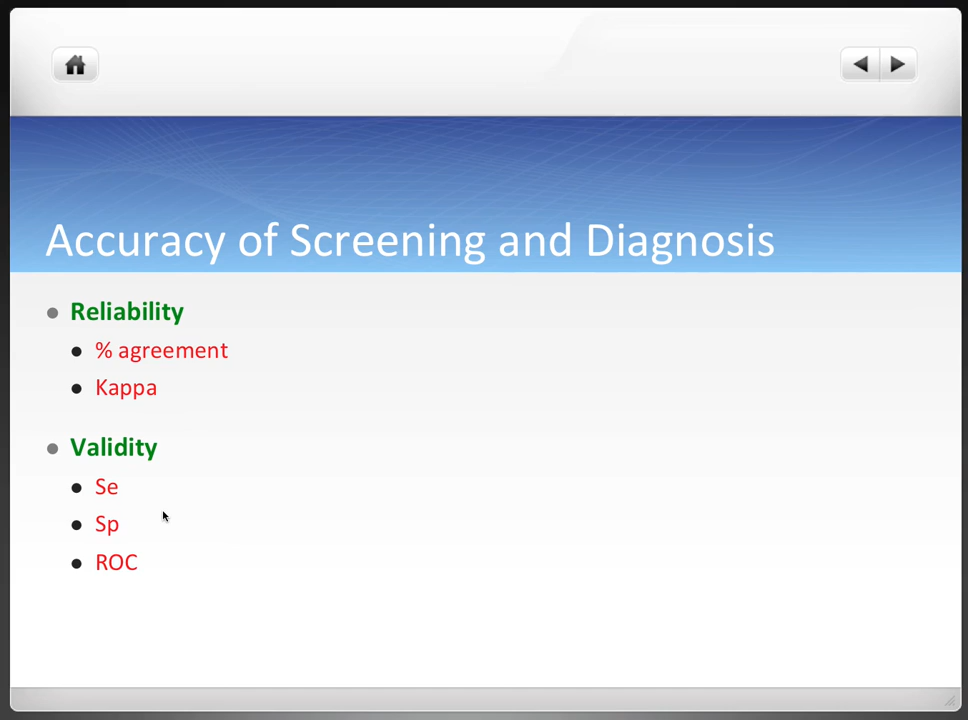 Accuracy of Screening and Diagnosis
Reliability
% agreement
Kappa
Validity
Se
Sp
ROC